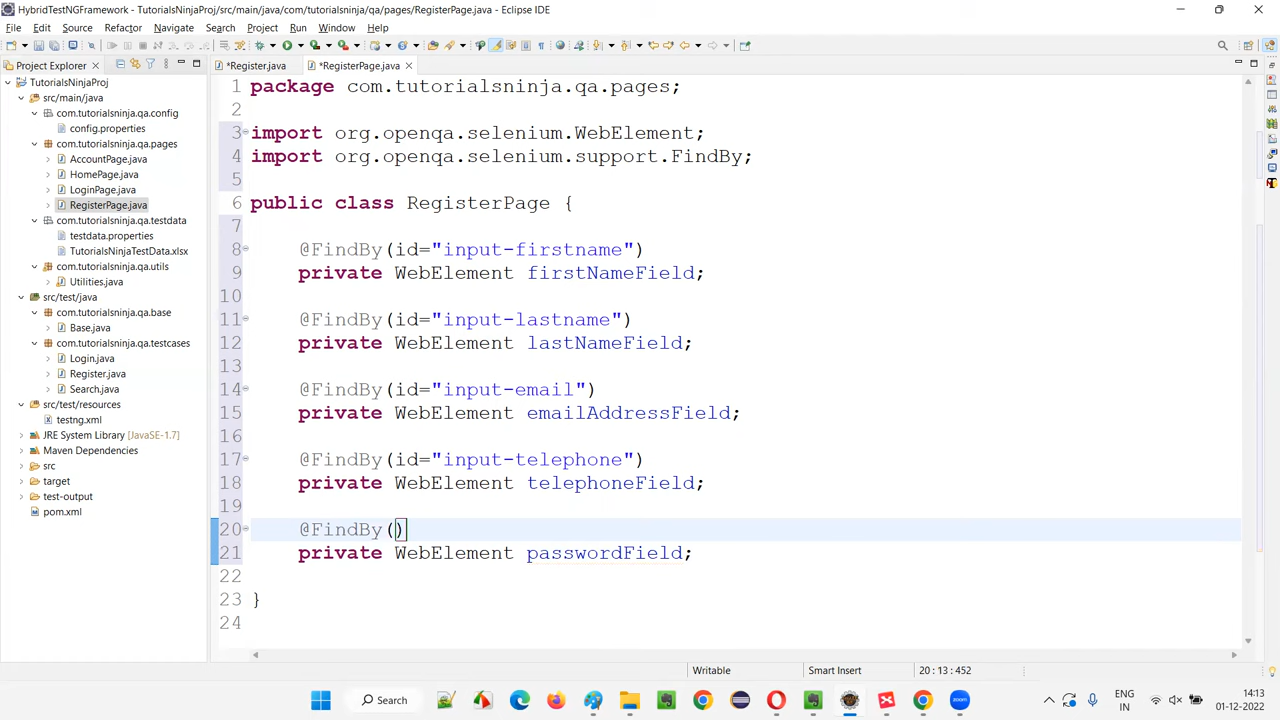 HybridTestNGFramework - TutorialsNinjaProj/src/main/java/com/tutorialsninja/qa/pages/RegisterPage.java - Eclipse IDE
File Edit Source Refactor Navigate Search Project Run Window Help
Project Explorer
*Register.java
*RegisterPage.java
TutorialsNinjaProj
src/main/java
com.tutorialsninja.qa.config
config.properties
com.tutorialsninja.qa.pages
AccountPage.java
HomePage.java
LoginPage.java
RegisterPage.java
com.tutorialsninja.qa.testdata
testdata.properties
TutorialsNinjaTestData.xlsx
com.tutorialsninja.qa.utils
Utilities.java
src/test/java
com.tutorialsninja.qa.base
Base.java
com.tutorialsninja.qa.testcases
Login.java
Register.java
Search.java
src/test/resources
testng.xml
JRE System Library [JavaSE-1.7]
Maven Dependencies
src
target
test-output
pom.xml
1 package com.tutorialsninja.qa.pages;
2
3 import org.openqa.selenium.WebElement;
4 import org.openqa.selenium.support.FindBy;
5
6 public class RegisterPage {
7
8 @FindBy(id="input-firstname")
9 private WebElement firstNameField;
10
11 @FindBy(id="input-lastname")
12 private WebElement lastNameField;
13
14 @FindBy(id="input-email")
15 private WebElement emailAddressField;
16
17 @FindBy(id="input-telephone")
18 private WebElement telephoneField;
19
20 @FindBy()
21 private WebElement passwordField;
22
23 }
24
Writable Smart Insert 20 : 13 : 452
Search
ENG
IN
14:13
01-12-2022